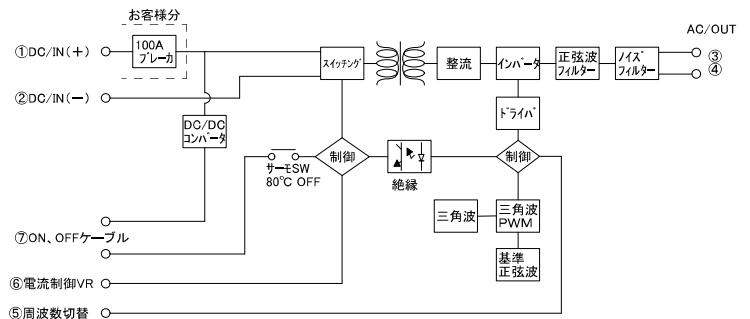 お客様分
AC/OUT
①DC/IN(＋)
100A
ブレーカ
スイッチング
整流
インバータ
正弦波
フィルター
ノイズ
フィルター
③
④
②DC/IN(－)
DC/DC
コンバータ
ドライバ
サーモSW
80℃ OFF
制御
絶縁
制御
三角波
三角波
PWM
基準
正弦波
⑦ON、OFFケーブル
⑥電流制御VR
⑤周波数切替